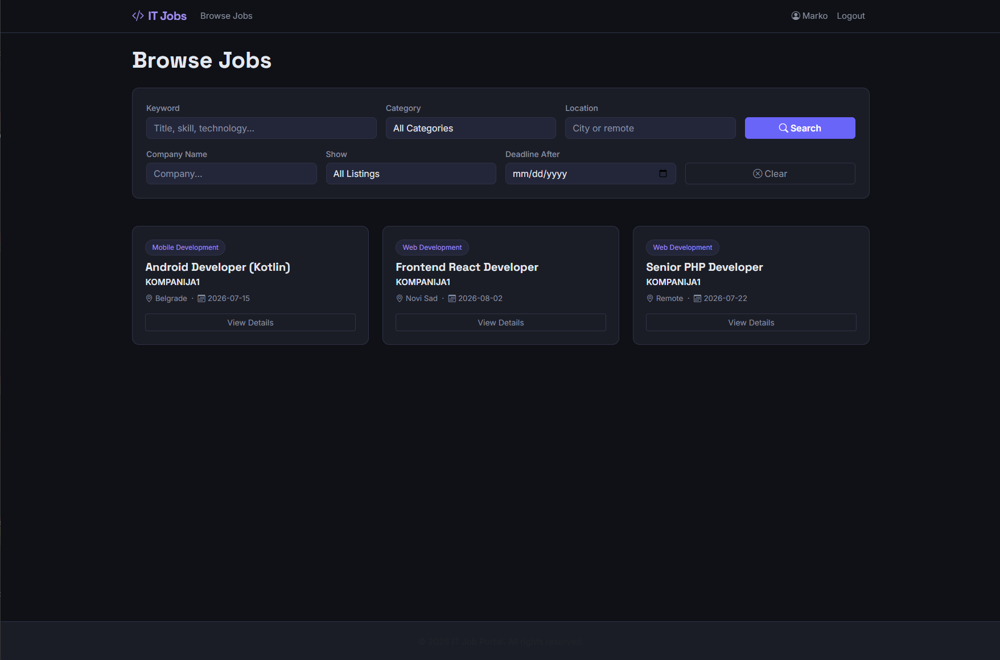 </> IT Jobs Browse Jobs Marko Logout
Browse Jobs
Keyword Category Location
Title, skill, technology... All Categories City or remote Search
Company Name Show Deadline After
Company... All Listings mm/dd/yyyy Clear
Mobile Development
Android Developer (Kotlin)
KOMPANIJA1
Belgrade · 2026-07-15
View Details
Web Development
Frontend React Developer
KOMPANIJA1
Novi Sad · 2026-08-02
View Details
Web Development
Senior PHP Developer
KOMPANIJA1
Remote · 2026-07-22
View Details
IT Job Portal. All rights reserved.